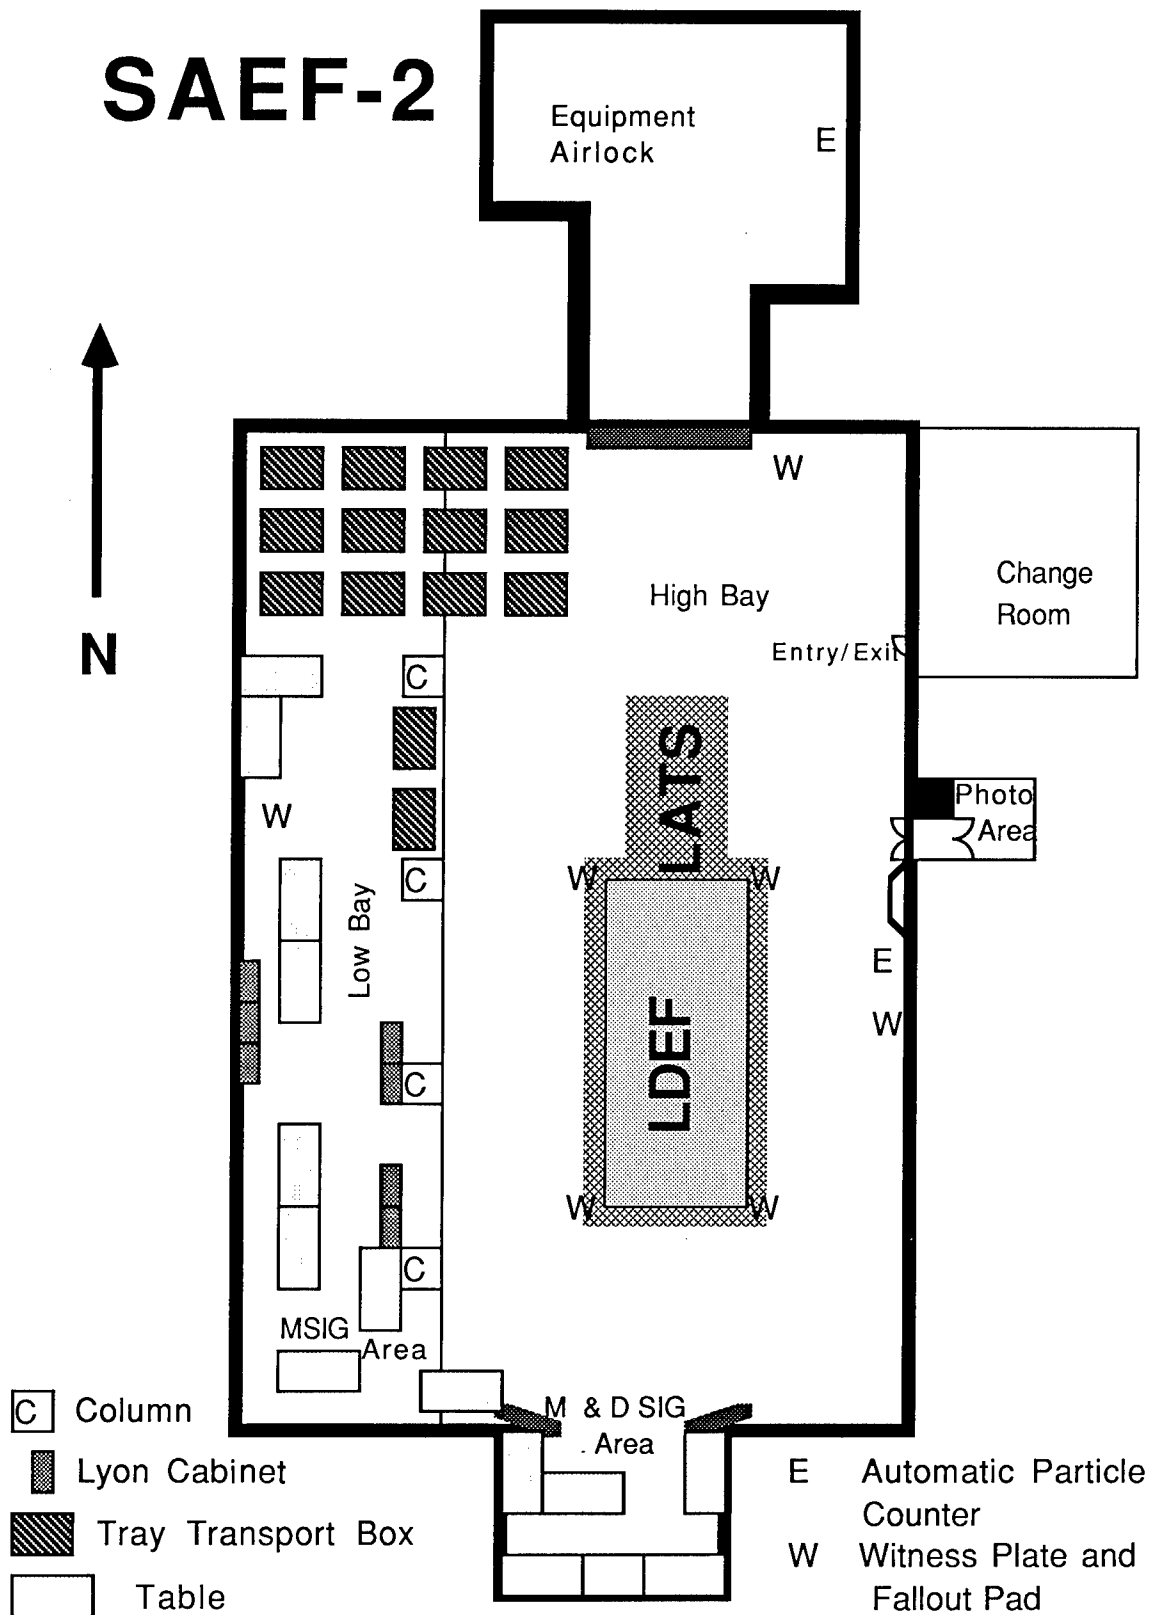 SAEF-2
Equipment
Airlock
E
N
W
High Bay
Change
Room
Entry/Exit
C
LATS
Photo
Area
W
C
W
W
Low Bay
E
W
LDEF
C
W
W
C
MSIG
Area
M & D SIG
Area
C Column
Lyon Cabinet
Tray Transport Box
Table
E Automatic Particle
Counter
W Witness Plate and
Fallout Pad